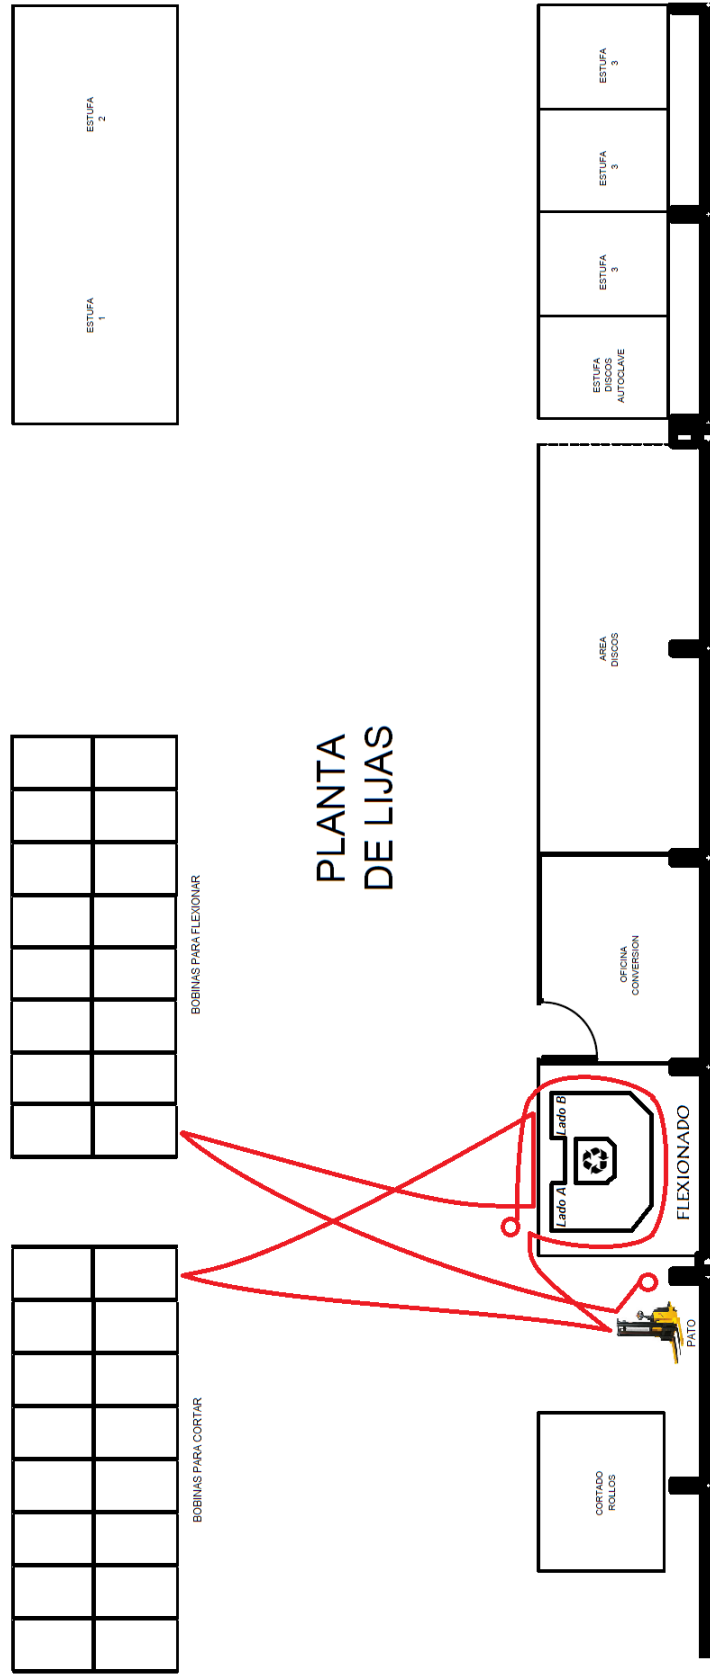 ESTUFA
2
ESTUFA
1
ESTUFA
3
ESTUFA
3
ESTUFA
3
ESTUFA
DISCOS
AUTOCLAVE
AREA
DISCOS
PLANTA
DE LIJAS
BOBINAS PARA FLEXIONAR
OFICINA
CONVERSION
Lado B
Lado A
FLEXIONADO
PATO
BOBINAS PARA CORTAR
CORTADO
ROLLOS